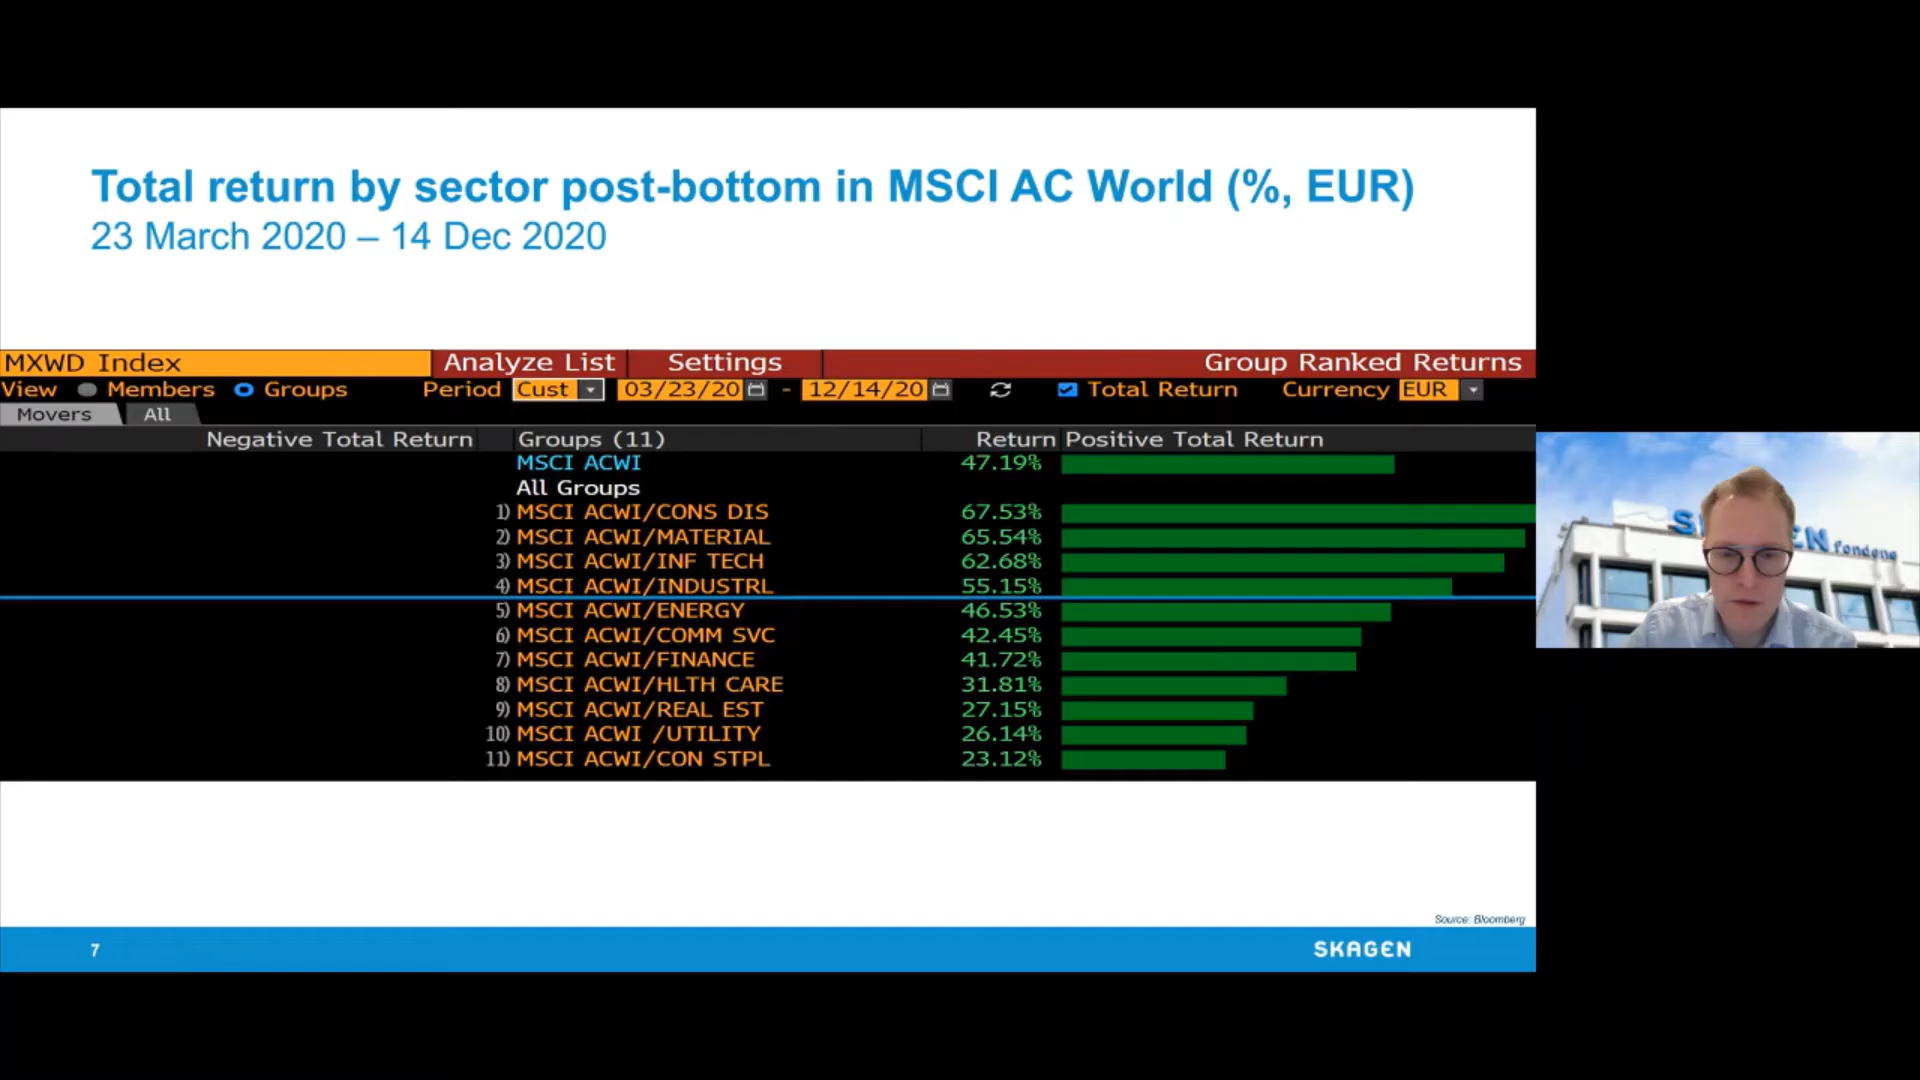 Total return by sector post-bottom in MSCI AC World (%, EUR)
23 March 2020 – 14 Dec 2020
MXWD Index Analyze List Settings Group Ranked Returns
View Members Groups Period Cust 03/23/20 - 12/14/20 Total Return Currency EUR
Movers All
Negative Total Return Groups (11) Return Positive Total Return
MSCI ACWI 47.19%
All Groups
1) MSCI ACWI/CONS DIS 67.53%
2) MSCI ACWI/MATERIAL 65.54%
3) MSCI ACWI/INF TECH 62.68%
4) MSCI ACWI/INDUSTRL 55.15%
5) MSCI ACWI/ENERGY 46.53%
6) MSCI ACWI/COMM SVC 42.45%
7) MSCI ACWI/FINANCE 41.72%
8) MSCI ACWI/HLTH CARE 31.81%
9) MSCI ACWI/REAL EST 27.15%
10) MSCI ACWI /UTILITY 26.14%
11) MSCI ACWI/CON STPL 23.12%
fondene
Source: Bloomberg
7 SKAGEN